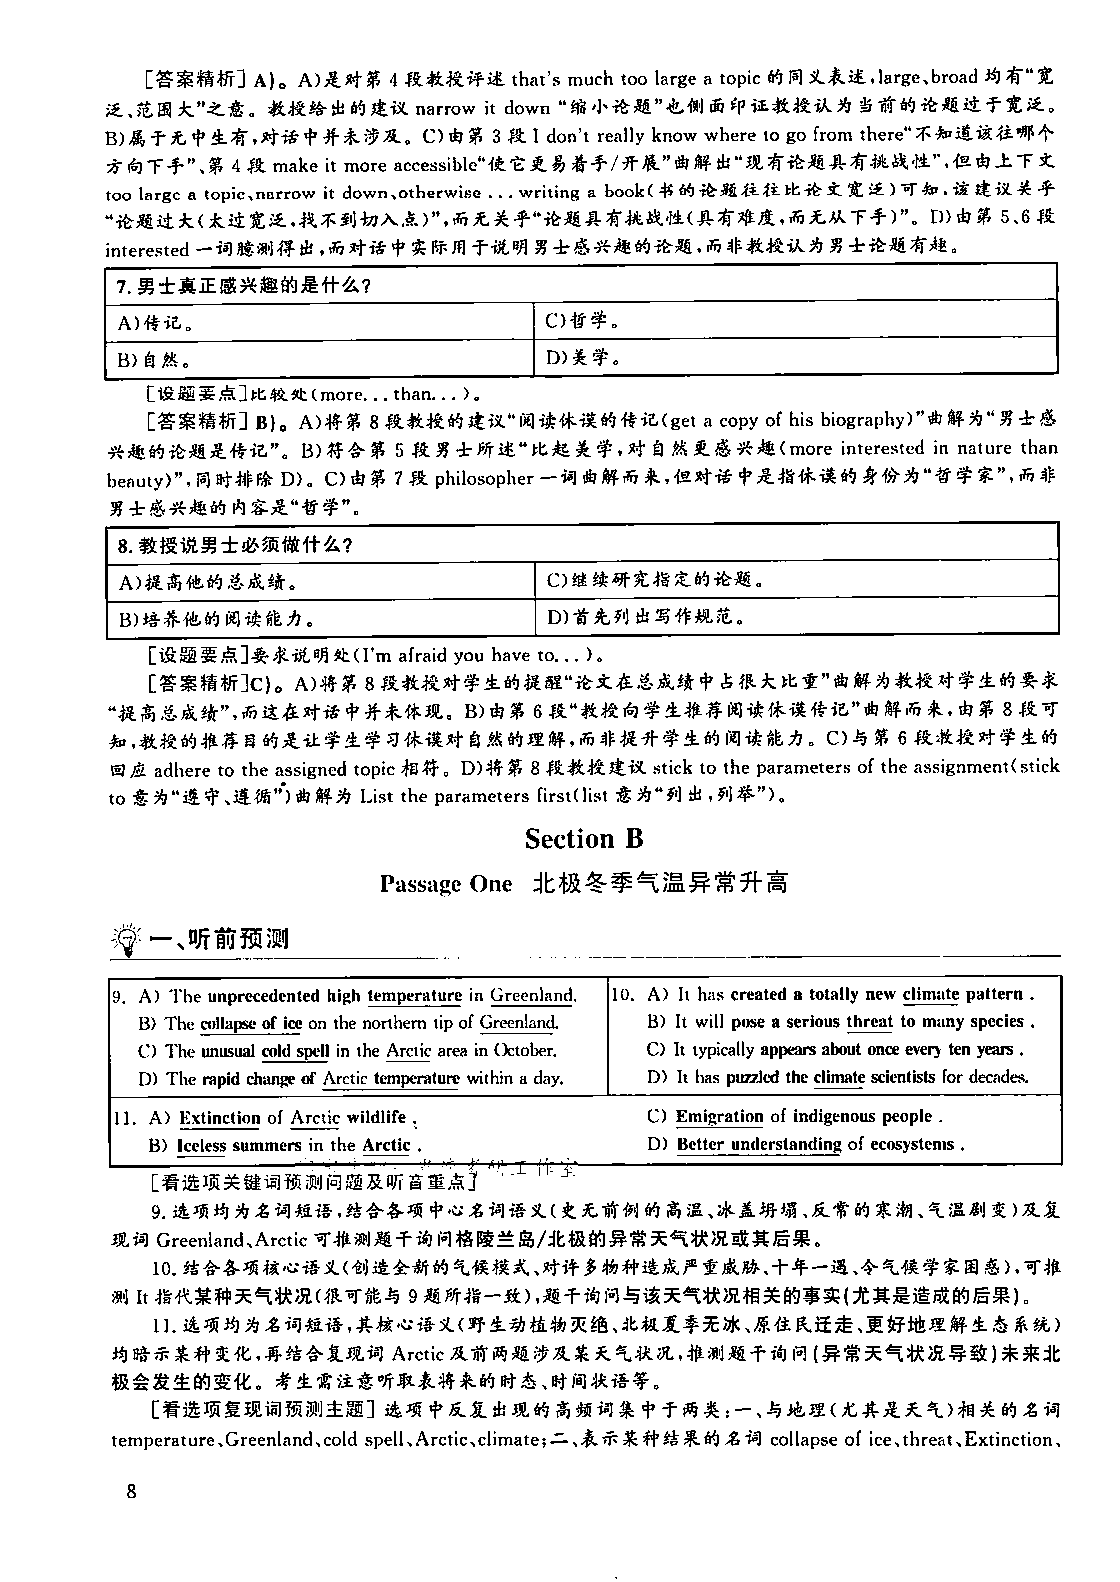 [答案精析] A)。A)是对第 4 段教授评述 that's much too large a topic 的同义表述,large、broad 均有“宽
泛、范围大”之意。教授给出的建议 narrow it down “缩小论题”也侧面印证教授认为当前的论题过于宽泛。
B)属于无中生有,对话中并未涉及。C)由第 3 段 I don't really know where to go from there“不知道该往哪个
方向下手”、第 4 段 make it more accessible“使它更易着手/开展”曲解出“现有论题具有挑战性”,但由上下文
too large a topic、narrow it down、otherwise ... writing a book(书的论题往往比论文宽泛)可知,该建议关乎
“论题过大(太过宽泛,找不到切入点)”,而无关乎“论题具有挑战性(具有难度,而无从下手)”。D)由第 5、6 段
interested 一词臆测得出,而对话中实际用于说明男士感兴趣的论题,而非教授认为男士论题有趣。
7. 男士真正感兴趣的是什么?
A)传记。 C)哲学。
B)自然。 D)美学。
[设题要点]比较处(more... than...)。
[答案精析] B)。A)将第 8 段教授的建议“阅读休谟的传记(get a copy of his biography)”曲解为“男士感
兴趣的论题是传记”。B)符合第 5 段男士所述“比起美学,对自然更感兴趣(more interested in nature than
beauty)”,同时排除 D)。C)由第 7 段 philosopher 一词曲解而来,但对话中是指休谟的身份为“哲学家”,而非
男士感兴趣的内容是“哲学”。
8. 教授说男士必须做什么?
A)提高他的总成绩。 C)继续研究指定的论题。
B)培养他的阅读能力。 D)首先列出写作规范。
[设题要点]要求说明处(I'm afraid you have to...)。
[答案精析]C)。A)将第 8 段教授对学生的提醒“论文在总成绩中占很大比重”曲解为教授对学生的要求
“提高总成绩”,而这在对话中并未体现。B)由第 6 段“教授向学生推荐阅读休谟传记”曲解而来,由第 8 段可
知,教授的推荐目的是让学生学习休谟对自然的理解,而非提升学生的阅读能力。C)与第 6 段教授对学生的
回应 adhere to the assigned topic 相符。D)将第 8 段教授建议 stick to the parameters of the assignment(stick
to 意为“遵守、遵循”)曲解为 List the parameters first(list 意为“列出,列举”)。
Section B
Passage One 北极冬季气温异常升高
一、听前预测
9. A) The unprecedented high temperature in Greenland. 10. A) It has created a totally new climate pattern .
B) The collapse of ice on the northern tip of Greenland. B) It will pose a serious threat to many species .
C) The unusual cold spell in the Arctic area in October. C) It typically appears about once every ten years .
D) The rapid change of Arctic temperature within a day. D) It has puzzled the climate scientists for decades.
11. A) Extinction of Arctic wildlife . C) Emigration of indigenous people .
B) Iceless summers in the Arctic . D) Better understanding of ecosystems .
[看选项关键词预测问题及听音重点]
9. 选项均为名词短语,结合各项中心名词语义(史无前例的高温、冰盖坍塌、反常的寒潮、气温剧变)及复
现词 Greenland、Arctic 可推测题干询问格陵兰岛/北极的异常天气状况或其后果。
10. 结合各项核心语义(创造全新的气候模式、对许多物种造成严重威胁、十年一遇、令气候学家困惑),可推
测 It 指代某种天气状况(很可能与 9 题所指一致),题干询问与该天气状况相关的事实(尤其是造成的后果)。
11. 选项均为名词短语,其核心语义(野生动植物灭绝、北极夏季无冰、原住民迁走、更好地理解生态系统)
均暗示某种变化,再结合复现词 Arctic 及前两题涉及某天气状况,推测题干询问(异常天气状况导致)未来北
极会发生的变化。考生需注意听取表将来的时态、时间状语等。
[看选项复现词预测主题] 选项中反复出现的高频词集中于两类:一、与地理(尤其是天气)相关的名词
temperature、Greenland、cold spell、Arctic、climate;二、表示某种结果的名词 collapse of ice、threat、Extinction、
8